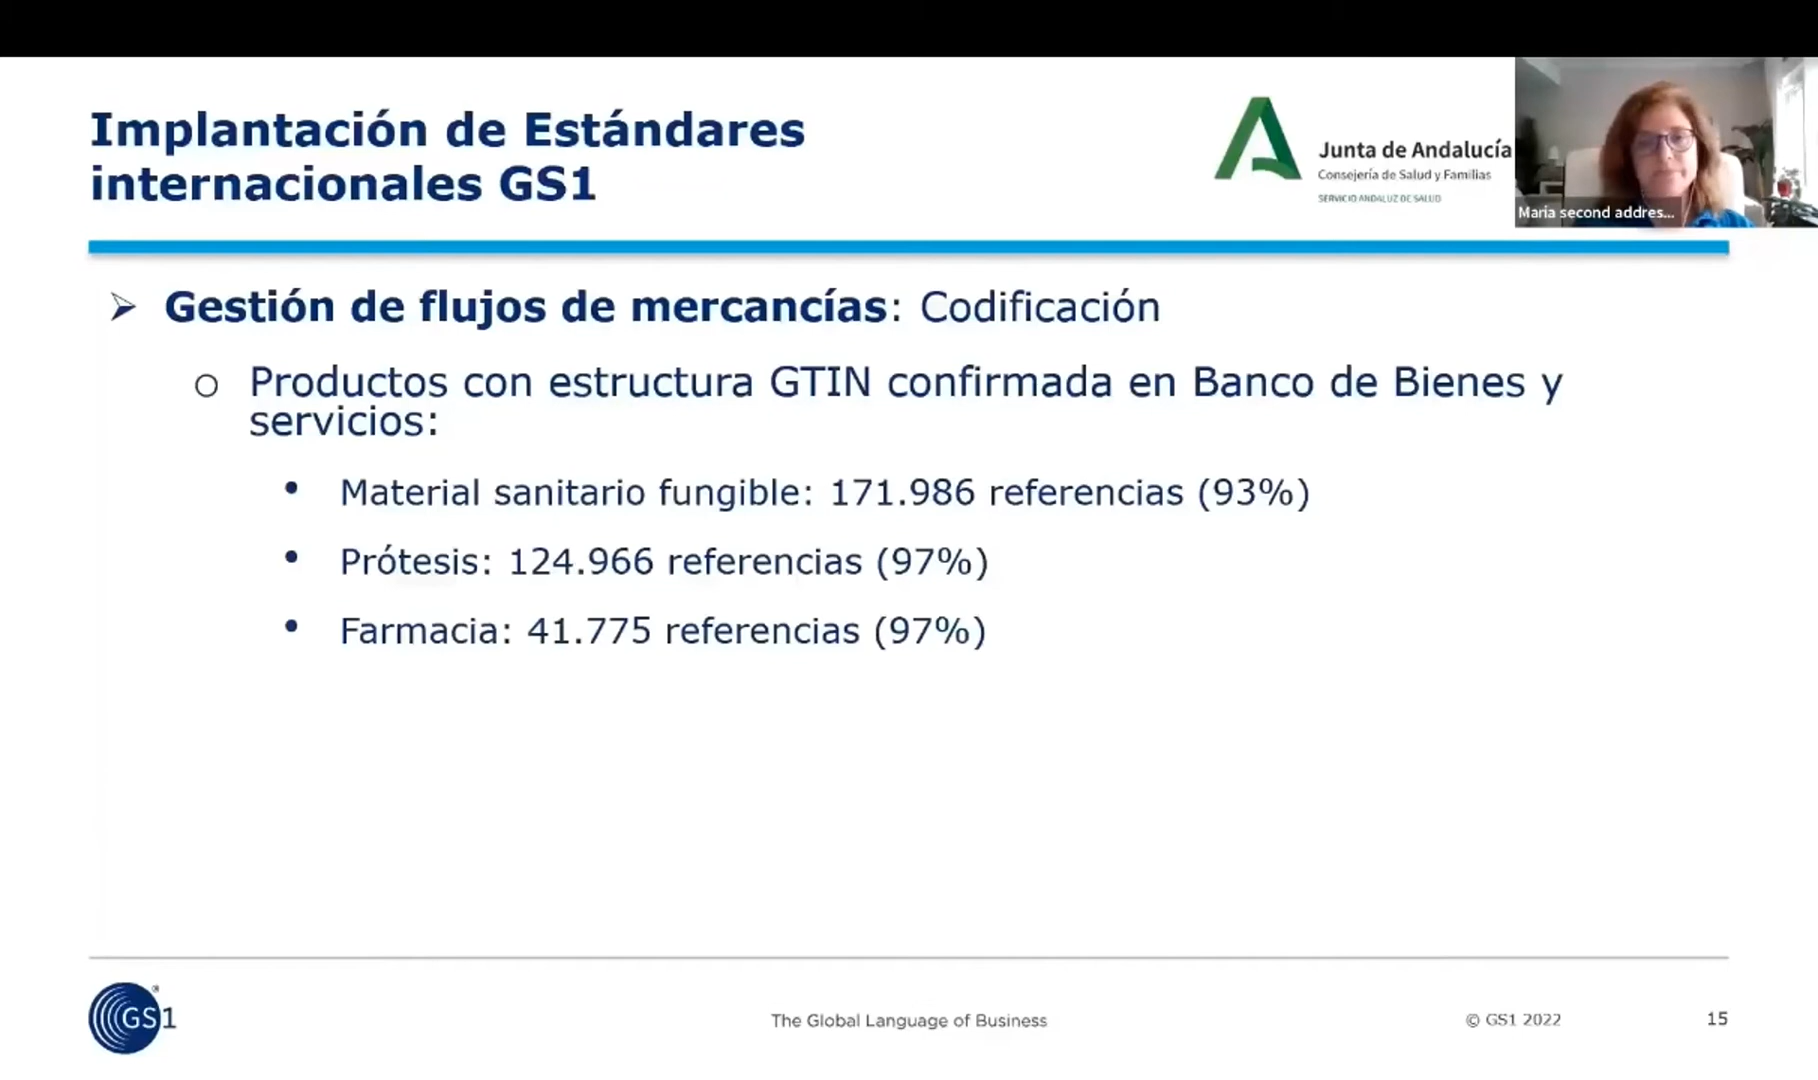 Implantación de Estándares
internacionales GS1
Junta de Andalucía
Consejería de Salud y Familias
SERVICIO ANDALUZ DE SALUD
Maria second addres...
➢ Gestión de flujos de mercancías: Codificación
o Productos con estructura GTIN confirmada en Banco de Bienes y
servicios:
• Material sanitario fungible: 171.986 referencias (93%)
• Prótesis: 124.966 referencias (97%)
• Farmacia: 41.775 referencias (97%)
GS1®
The Global Language of Business
© GS1 2022
15